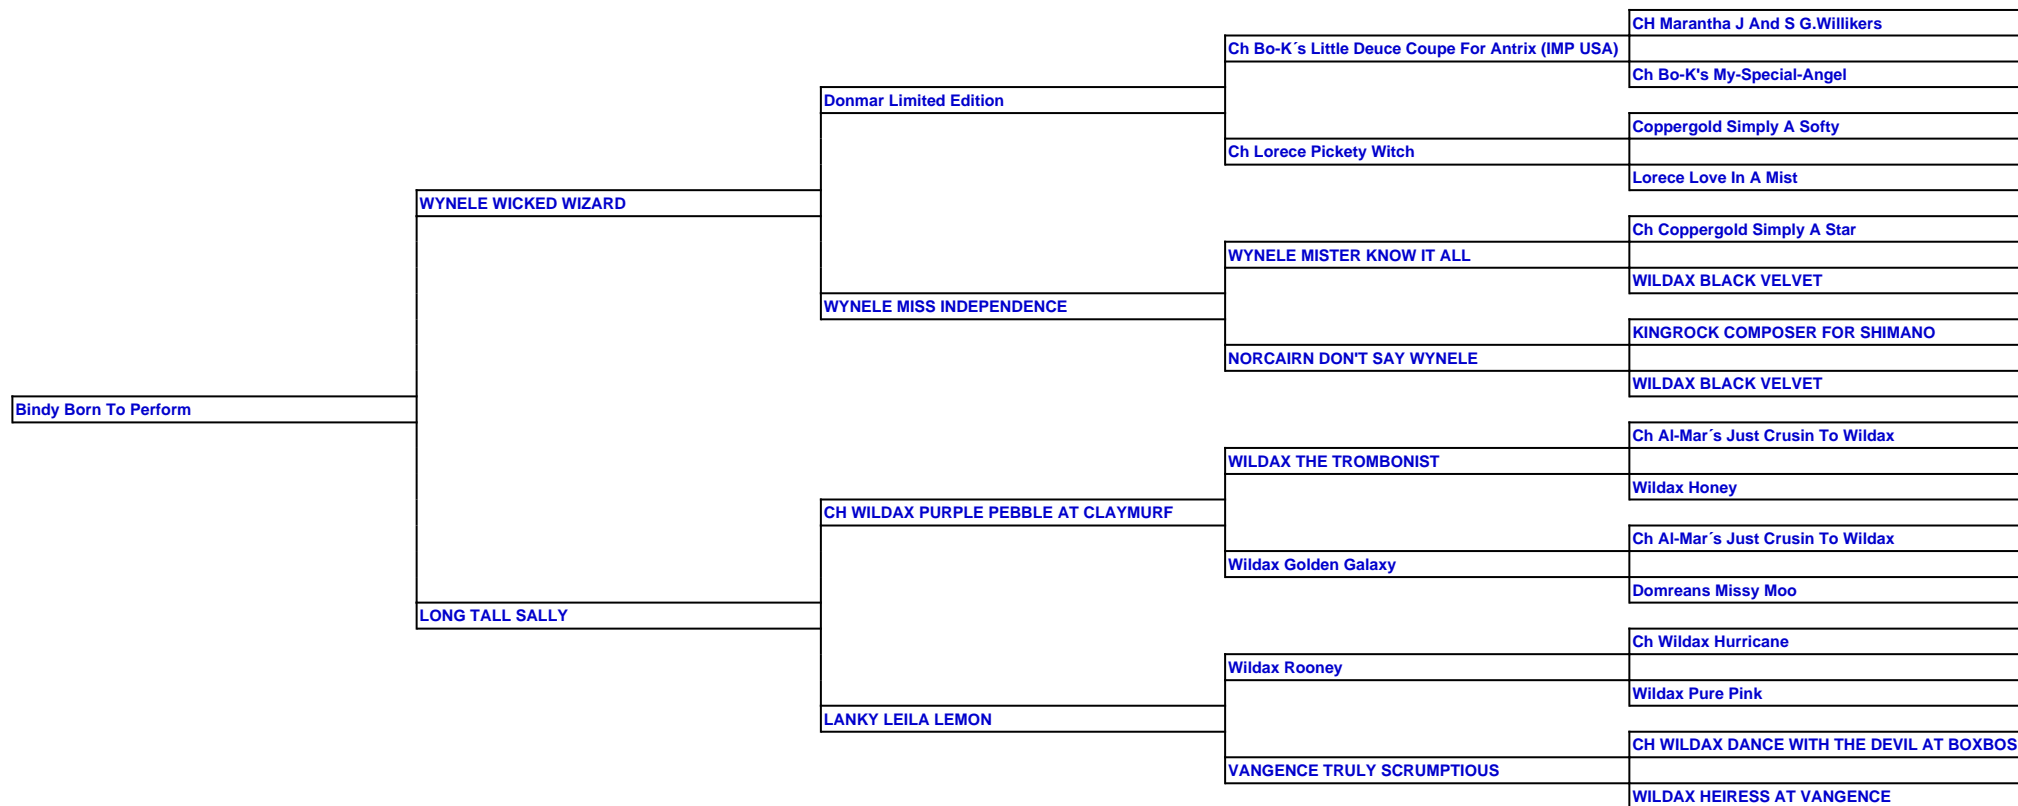 CH Marantha J And S G.Willikers
Ch Bo-K´s Little Deuce Coupe For Antrix (IMP USA)
Ch Bo-K's My-Special-Angel
Donmar Limited Edition
Coppergold Simply A Softy
Ch Lorece Pickety Witch
Lorece Love In A Mist
WYNELE WICKED WIZARD
Ch Coppergold Simply A Star
WYNELE MISTER KNOW IT ALL
WILDAX BLACK VELVET
WYNELE MISS INDEPENDENCE
KINGROCK COMPOSER FOR SHIMANO
NORCAIRN DON'T SAY WYNELE
WILDAX BLACK VELVET
Bindy Born To Perform
Ch Al-Mar´s Just Crusin To Wildax
WILDAX THE TROMBONIST
Wildax Honey
CH WILDAX PURPLE PEBBLE AT CLAYMURF
Ch Al-Mar´s Just Crusin To Wildax
Wildax Golden Galaxy
Domreans Missy Moo
LONG TALL SALLY
Ch Wildax Hurricane
Wildax Rooney
Wildax Pure Pink
LANKY LEILA LEMON
CH WILDAX DANCE WITH THE DEVIL AT BOXBOS
VANGENCE TRULY SCRUMPTIOUS
WILDAX HEIRESS AT VANGENCE